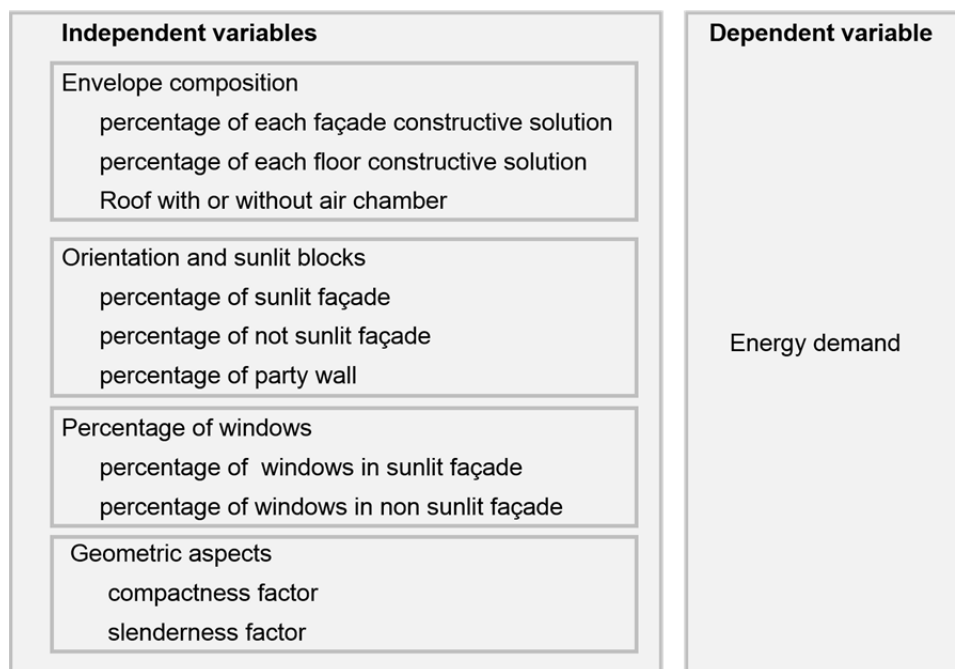 Independent variables
Envelope composition
percentage of each façade constructive solution
percentage of each floor constructive solution
Roof with or without air chamber
Orientation and sunlit blocks
percentage of sunlit façade
percentage of not sunlit façade
percentage of party wall
Percentage of windows
percentage of windows in sunlit façade
percentage of windows in non sunlit façade
Geometric aspects
compactness factor
slenderness factor
Dependent variable
Energy demand